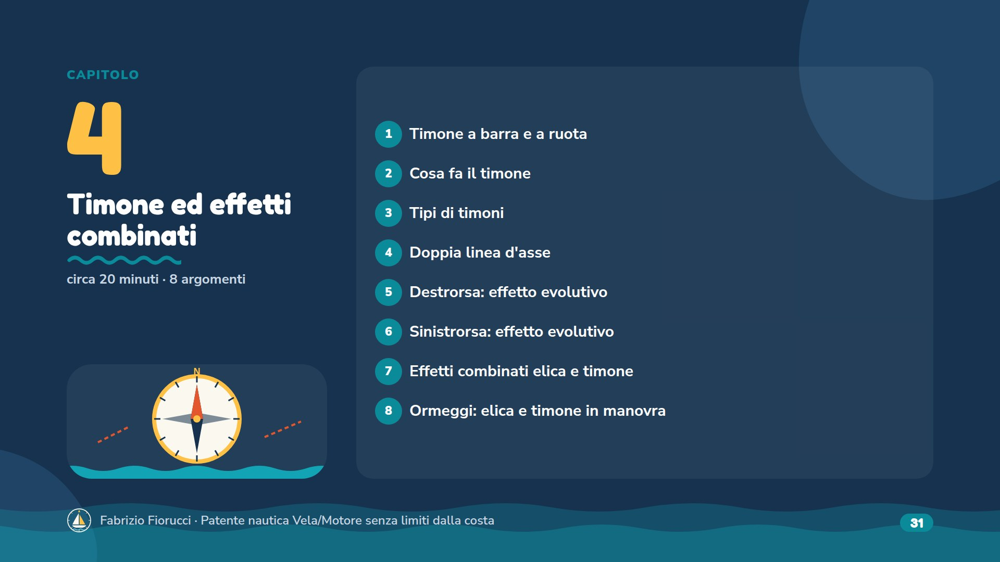 CAPITOLO
4
Timone ed effetti
combinati
circa 20 minuti · 8 argomenti
N
1 Timone a barra e a ruota
2 Cosa fa il timone
3 Tipi di timoni
4 Doppia linea d'asse
5 Destrorsa: effetto evolutivo
6 Sinistrorsa: effetto evolutivo
7 Effetti combinati elica e timone
8 Ormeggi: elica e timone in manovra
Fabrizio Fiorucci · Patente nautica Vela/Motore senza limiti dalla costa
31